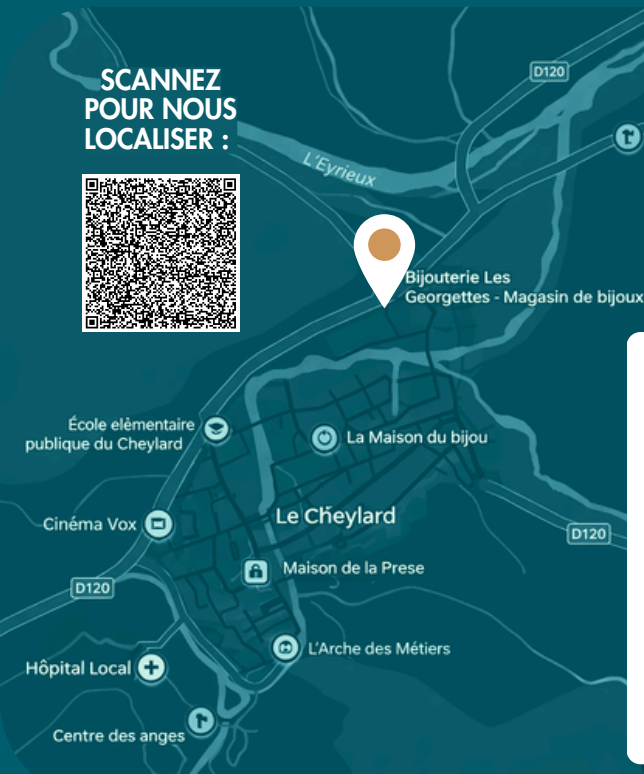 SCANNEZ
POUR NOUS
LOCALISER :
D120
L'Eyrieux
Bijouterie Les
Georgettes - Magasin de bijoux
École elèmentaire
publique du Cheylard
La Maison du bijou
Cinéma Vox
Le Cheylard
D120
Maison de la Prese
D120
L'Arche des Métiers
Hôpital Local
Centre des anges